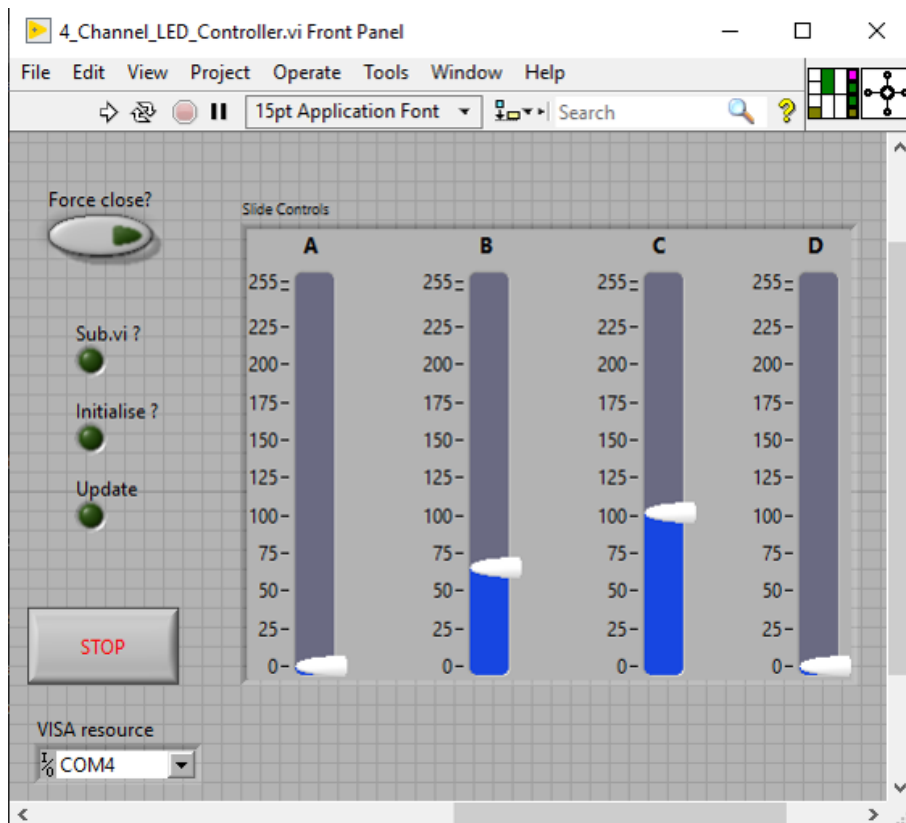 4_Channel_LED_Controller.vi Front Panel
File Edit View Project Operate Tools Window Help
15pt Application Font
Search
?
Force close?
Slide Controls
A B C D
255 255 255 255
225 225 225 225
200 200 200 200
175 175 175 175
150 150 150 150
125 125 125 125
100 100 100 100
75 75 75 75
50 50 50 50
25 25 25 25
0 0 0 0
Sub.vi ?
Initialise ?
Update
STOP
VISA resource
I/O COM4